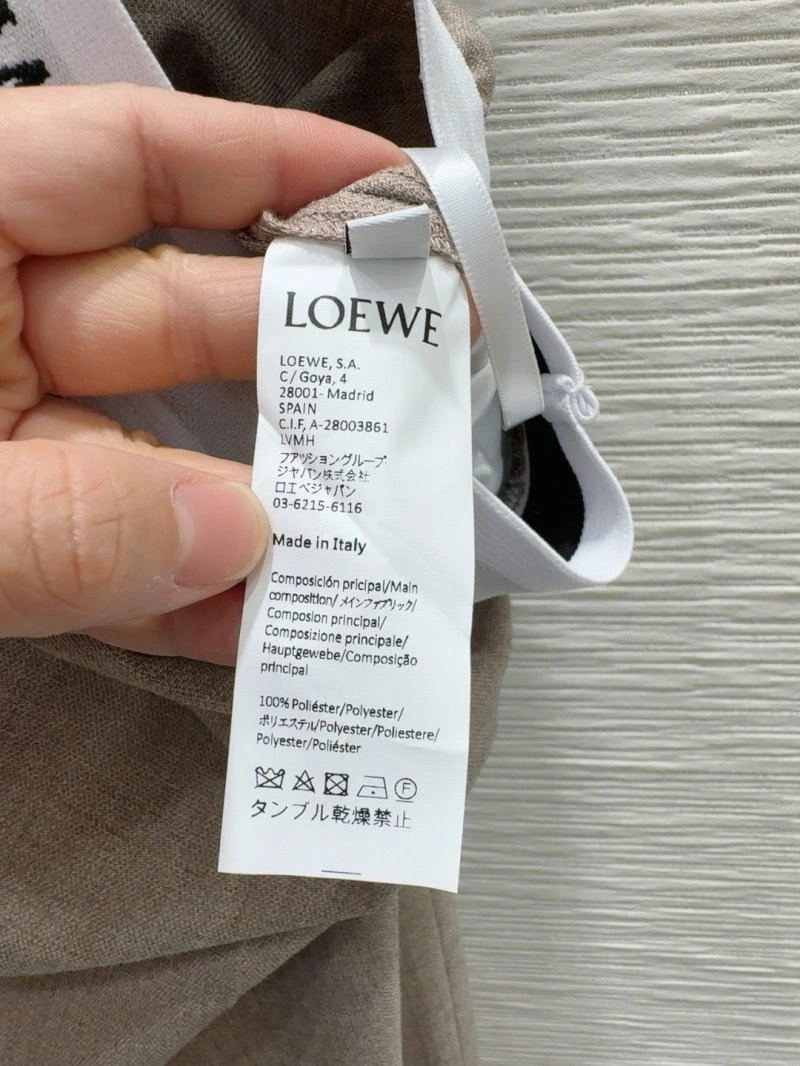 LOEWE
LOEWE, S.A.
C/ Goya, 4
28001- Madrid
SPAIN
C.I.F, A-28003861
LVMH
ファッショングループ
ジャパン株式会社
ロエベジャパン
03-6215-6116
Made in Italy
Composición pricipal/Main
composition/メインファブリック/
Composion principal/
Composizione principale/
Hauptgewebe/Composição
principal
100% Poliéster/Polyester/
ポリエステル/Polyester/Poliestere/
Polyester/Poliéster
F
タンブル乾燥禁止